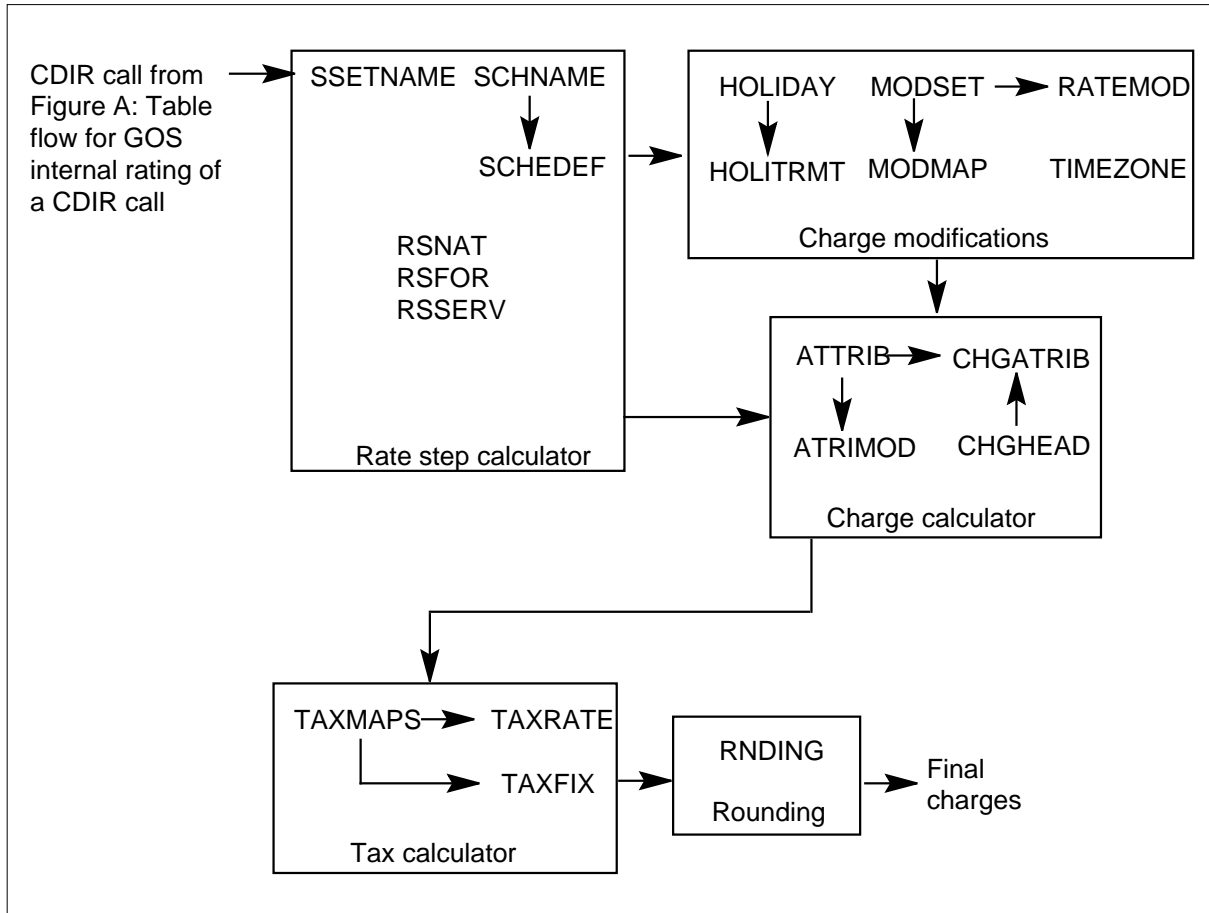 CDIR call from
Figure A: Table
flow for GOS
internal rating of
a CDIR call
SSETNAME SCHNAME
SCHEDEF
RSNAT
RSFOR
RSSERV
Rate step calculator
HOLIDAY MODSET RATEMOD
HOLITRMT MODMAP TIMEZONE
Charge modifications
ATTRIB CHGATRIB
ATRIMOD CHGHEAD
Charge calculator
TAXMAPS TAXRATE
TAXFIX
Tax calculator
RNDING
Rounding
Final
charges